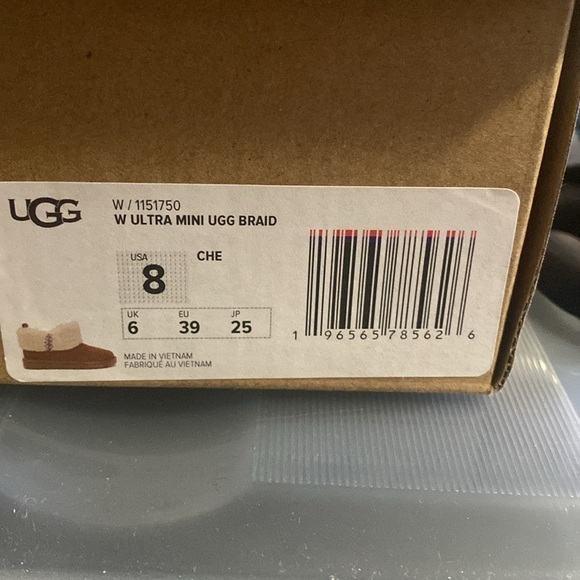 UGG
W / 1151750
W ULTRA MINI UGG BRAID
USA
8
CHE
UK EU JP
6 39 25
MADE IN VIETNAM
FABRIQUÉ AU VIETNAM
1 96565 78562 6